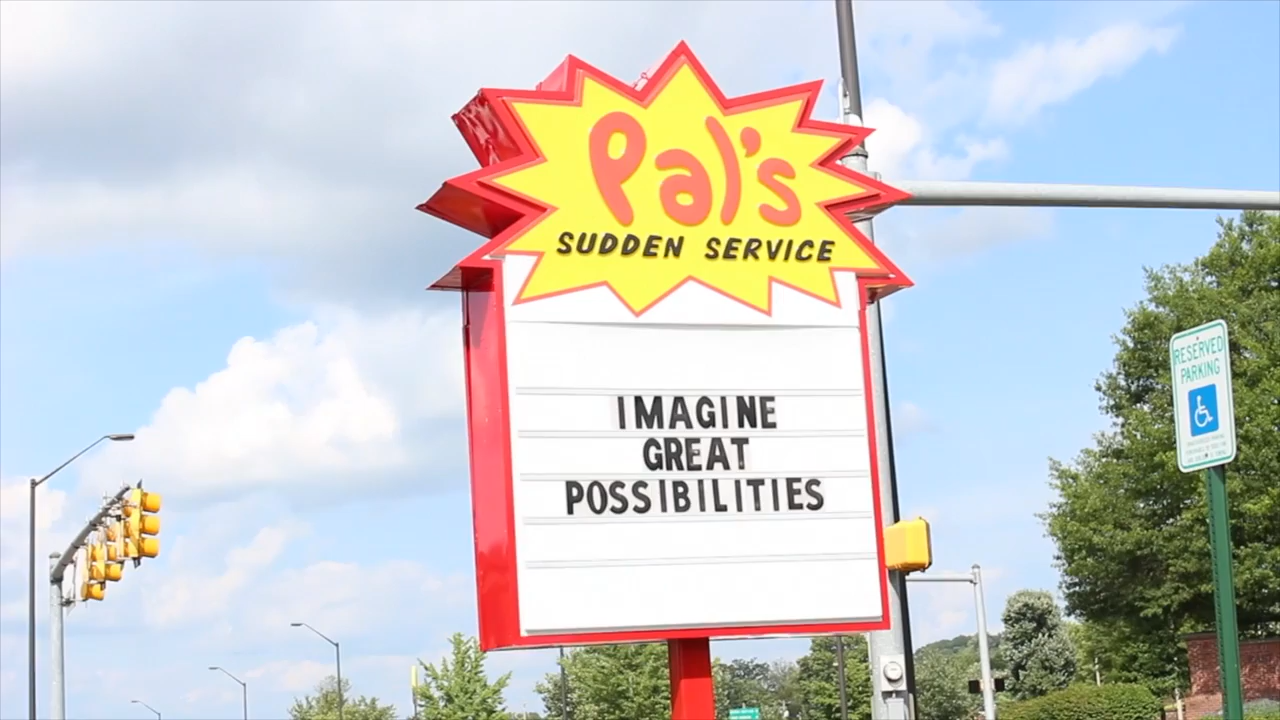 Pal's
SUDDEN SERVICE
IMAGINE
GREAT
POSSIBILITIES
RESERVED
PARKING